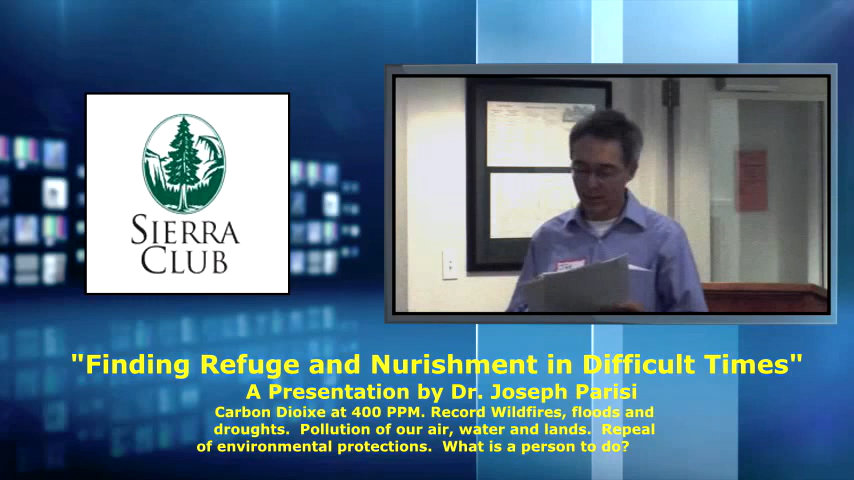 SIERRA
CLUB
"Finding Refuge and Nurishment in Difficult Times"
A Presentation by Dr. Joseph Parisi
Carbon Dioixe at 400 PPM. Record Wildfires, floods and
droughts. Pollution of our air, water and lands. Repeal
of environmental protections. What is a person to do?